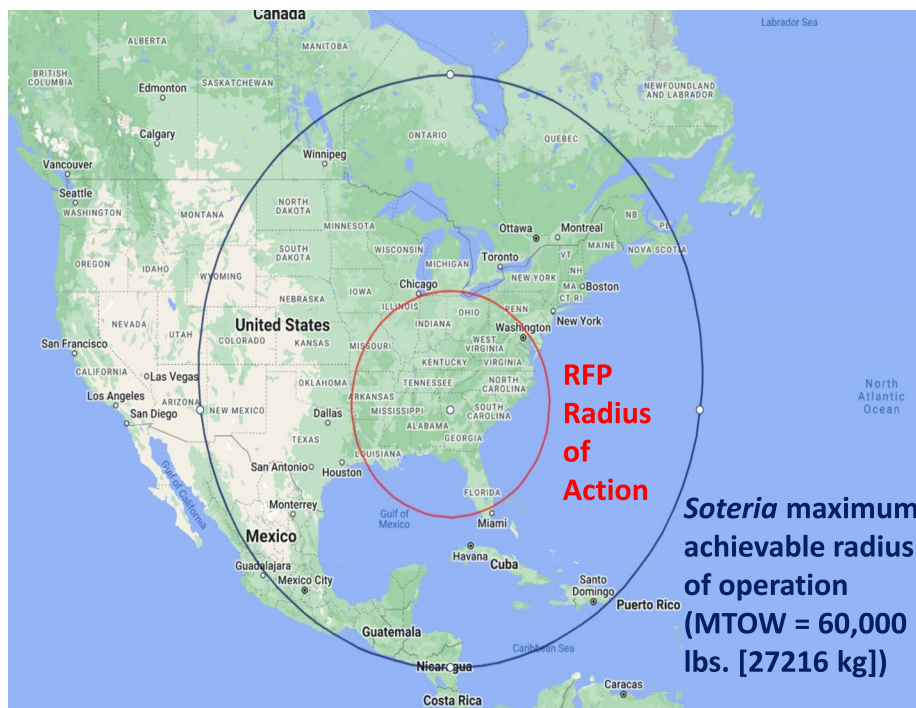 Canada
Labrador Sea
ALBERTA
MANITOBA
BRITISH
COLUMBIA
SASKATCHEWAN
NEWFOUNDLAND
AND LABRADOR
Edmonton
Calgary
ONTARIO
QUEBEC
Vancouver
Winnipeg
Seattle
WASHINGTON
NORTH
DAKOTA
MONTANA
MINNESOTA
Ottawa
Montreal
NB
PE
MAINE
NOVA SCOTIA
OREGON
IDAHO
SOUTH
DAKOTA
WISCONSIN
MICHIGAN
Toronto
VT
NH
WYOMING
NEW YORK
MA
Boston
CT RI
Chicago
IOWA
NEBRASKA
ILLINOIS
OHIO
PENN
New York
INDIANA
Washington
NEVADA
UTAH
COLORADO
United States
KANSAS
MISSOURI
WEST
VIRGINIA
San Francisco
CALIFORNIA
KENTUCKY
VIRGINIA
Las Vegas
OKLAHOMA
TENNESSEE
NORTH
CAROLINA
Los Angeles
ARIZONA
NEW MEXICO
ARKANSAS
MISSISSIPPI
SOUTH
CAROLINA
San Diego
Dallas
ALABAMA
GEORGIA
TEXAS
LOUISIANA
San Antonio
Houston
Gulf of California
FLORIDA
Monterrey
Gulf of
Mexico
Miami
Mexico
Havana
Cuba
Guadalajara
Mexico City
Santo
Domingo
Puerto Rico
Guatemala
Caribbean Sea
Nicaragua
Caracas
Costa Rica
North
Atlantic
Ocean
RFP
Radius
of
Action
Soteria maximum
achievable radius
of operation
(MTOW = 60,000
lbs. [27216 kg])